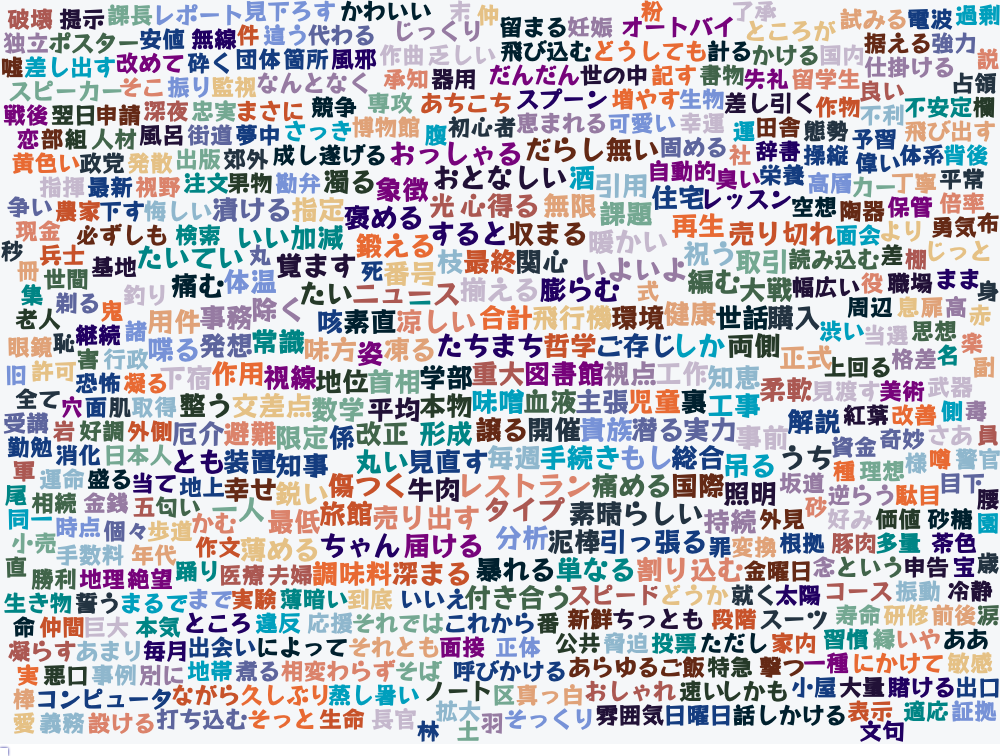 破壊 提示 課長 レポート 見下ろす かわいい 末 仲 粉 了承
留まる 妊娠 オートバイ ところが 試みる 電波 過剰
独立 ポスター 安値 無線 件 違う 代わる じっくり
嘘 差し出す 改めて 砕く 団体 箇所 風邪 作曲 乏しい 飛び込む どうしても 計る かける 国内 据える 強力
スピーカー そこ 振り 監視 なんとなく 承知 器用 だんだん 世の中 記す 書物 失礼 留学生 良い 仕掛ける 占領 説
戦後 翌日 申請 深夜 忠実 まさに 競争 専攻 あちこち スプーン 増やす 生物 差し引く 作物 不利 不安定 欄
恋 部 組 人材 風呂 街道 夢中 さっき 博物館 腹 初心者 恵まれる 可愛い 幸運 運 田舎 態勢 予習 飛び出す
黄色い 政党 発散 出版 郊外 成し遂げる おっしゃる だらし無い 固める 社 辞書 操縦 偉い 体系 背後
指揮 最新 視野 注文 果物 勘弁 濁る 象徴 おとなしい 酒 引用 自動的 臭い 栄養 高層 カー 丁寧 平常
争い 農家 下す 悔しい 漬ける 指定 褒める 光 心得る 無限 課題 住宅 レッスン 空想 陶器 保管 倍率
現金 必ずしも 検索 いい加減 鍛える すると 収まる 暖かい 再生 売り切れ 面会 より 勇気 布
秒 兵士 基地 たいてい 丸 覚ます 死 番号 枝 最終 関心 いよいよ 祝う 取引 読み込む 差 棚 じっと
冊 世間 釣り 痛む 体温 たい ニュース 揃える 膨らむ 式 編む 大戦 幅広い 役 職場 まま 身
集 剃る 鬼 用件 事務 除く 咳 素直 涼しい 合計 飛行機 環境 健康 世話 購入 周辺 息 扉 高 赤
老人 恥 継続 諸 喋る 発想 常識 味方 姿 凍る たちまち 哲学 ご存じ しか 両側 渋い 当選 思想 楽
眼鏡 害 行政 正式 上回る 格差 名 副
旧 許可 恐怖 凝る 下宿 作用 視線 地位 首相 学部 重大 図書館 視点 工作 知恵 柔軟 見渡す 美術 武器
全て 穴 面 肌 取得 整う 交差点 数学 平均 本物 味噌 血液 主張 児童 裏 工事 解説 紅葉 改善 側 毒
受講 岩 好調 外側 厄介 避難 限定 係 改正 形成 譲る 開催 貴族 潜る 実力 事前 資金 奇妙 さあ 員
勤勉 消化 日本人 とも 装置 知事 丸い 見直す 毎週 手続き もし 総合 吊る うち 種 理想 様 噂 警官
軍 運命 盛る 当て 地上 幸せ 鋭い 傷つく 牛肉 レストラン 痛める 国際 照明 坂道 逆らう 駄目 目下
尾 相続 金銭 五 匂い 一人 最低 旅館 売り出す タイプ 素晴らしい 持続 外見 砂 好み 価値 砂糖 腰
同一 時点 個々 歩道 かむ 園
小売 手数料 年代 作文 薄める ちゃん 届ける 分析 泥棒 引っ張る 罪 変換 根拠 豚肉 多量 茶色
直 勝利 地理 絶望 踊り 医療 夫婦 調味料 深まる 暴れる 単なる 割り込む 金曜日 念 という 申告 宝 歳
生き物 誓う まるで まで 実験 薄暗い 到底 いいえ 付き合う スピード どうか 就く 太陽 コース 振動 冷静
命 仲間 巨大 本気 ところ 違反 応援 それでは これから 番 新鮮 ちっとも 段階 スーツ 寿命 研修 前後 涙
凝らす あまり 毎月 出会い によって それとも 面接 正体 公共 脅迫 投票 ただし 家内 習慣 縁 いや ああ
実 悪口 事例 別に 地帯 煮る 相変わらず そば 呼びかける あらゆる ご飯 特急 撃つ 一種 にかけて 敏感
棒 コンピュータ ながら 久しぶり 蒸し暑い ノート 区 真っ白 おしゃれ 速い しかも 小屋 大量 賭ける 出口
愛 義務 設ける 打ち込む そっと 生命 長官 林 拡大 土 羽 そっくり 雰囲気 日曜日 話しかける 表示 適応 証拠
文句